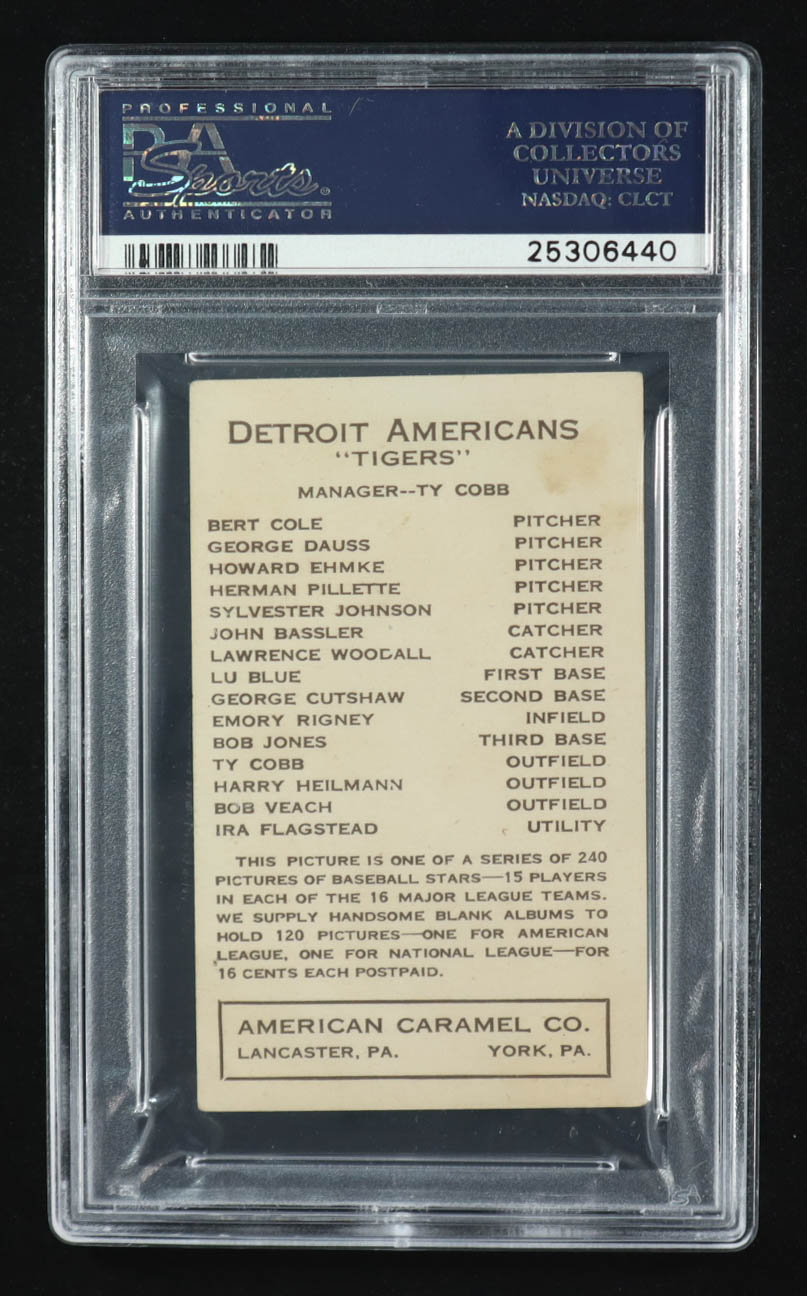 PROFESSIONAL
PSA
Sports
AUTHENTICATOR
A DIVISION OF
COLLECTORS
UNIVERSE
NASDAQ: CLCT
25306440
DETROIT AMERICANS
"TIGERS"
MANAGER--TY COBB
BERT COLE PITCHER
GEORGE DAUSS PITCHER
HOWARD EHMKE PITCHER
HERMAN PILLETTE PITCHER
SYLVESTER JOHNSON PITCHER
JOHN BASSLER CATCHER
LAWRENCE WOODALL CATCHER
LU BLUE FIRST BASE
GEORGE CUTSHAW SECOND BASE
EMORY RIGNEY INFIELD
BOB JONES THIRD BASE
TY COBB OUTFIELD
HARRY HEILMANN OUTFIELD
BOB VEACH OUTFIELD
IRA FLAGSTEAD UTILITY
THIS PICTURE IS ONE OF A SERIES OF 240
PICTURES OF BASEBALL STARS—15 PLAYERS
IN EACH OF THE 16 MAJOR LEAGUE TEAMS.
WE SUPPLY HANDSOME BLANK ALBUMS TO
HOLD 120 PICTURES—ONE FOR AMERICAN
LEAGUE, ONE FOR NATIONAL LEAGUE—FOR
16 CENTS EACH POSTPAID.
AMERICAN CARAMEL CO.
LANCASTER, PA. YORK, PA.